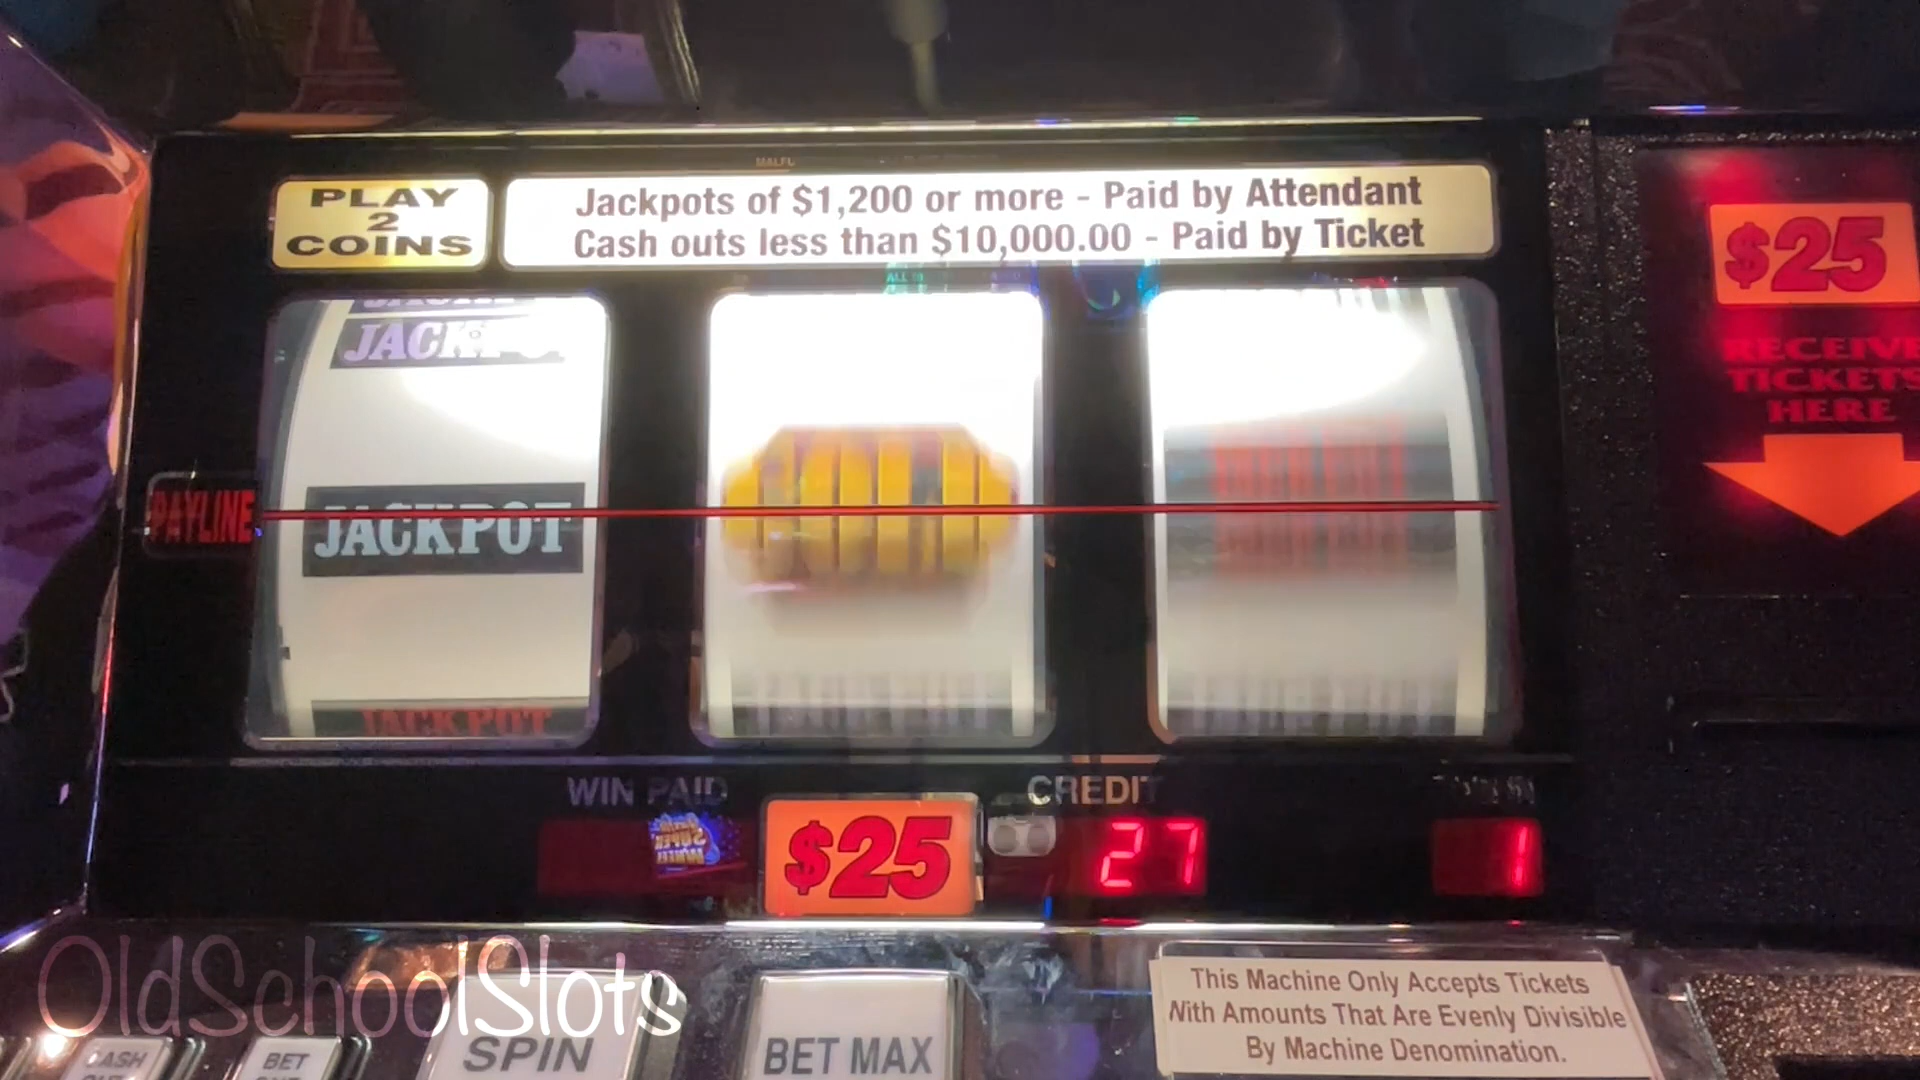 PLAY
2
COINS
Jackpots of $1,200 or more - Paid by Attendant
Cash outs less than $10,000.00 - Paid by Ticket
$25
RECEIVE
TICKETS
HERE
JACKPOT
PAYLINE
JACKPOT
JACKPOT
WIN PAID
CREDIT
$25
27
1
OldSchoolSlots
CASH
BET
SPIN
BET MAX
This Machine Only Accepts Tickets
With Amounts That Are Evenly Divisible
By Machine Denomination.